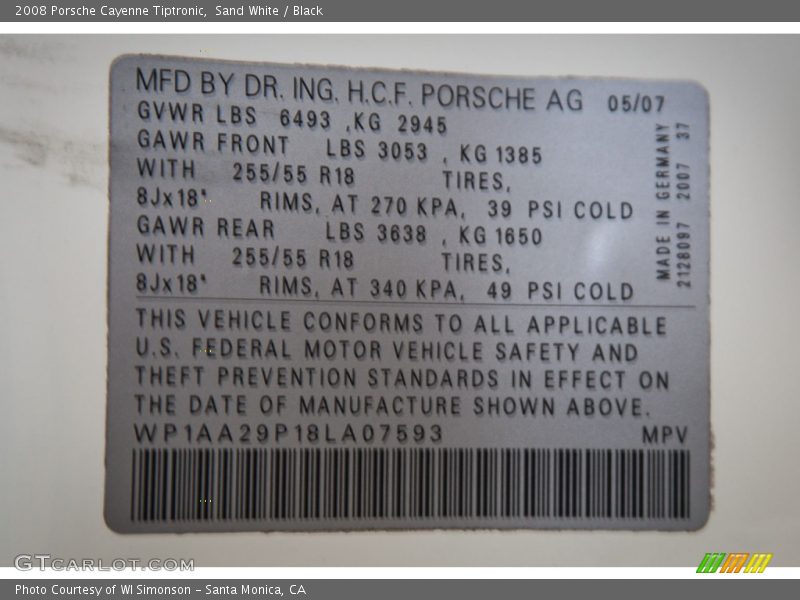 2008 Porsche Cayenne Tiptronic, Sand White / Black
MFD BY DR. ING. H.C.F. PORSCHE AG 05/07
GVWR LBS 6493 ,KG 2945
GAWR FRONT LBS 3053 , KG 1385
WITH 255/55 R18 TIRES,
8Jx18" RIMS, AT 270 KPA, 39 PSI COLD
GAWR REAR LBS 3638 , KG 1650
WITH 255/55 R18 TIRES,
8Jx18" RIMS, AT 340 KPA, 49 PSI COLD
THIS VEHICLE CONFORMS TO ALL APPLICABLE
U.S. FEDERAL MOTOR VEHICLE SAFETY AND
THEFT PREVENTION STANDARDS IN EFFECT ON
THE DATE OF MANUFACTURE SHOWN ABOVE.
WP1AA29P18LA07593 MPV
MADE IN GERMANY
2128097 2007 37
GTcarlot.com
Photo Courtesy of WI Simonson - Santa Monica, CA